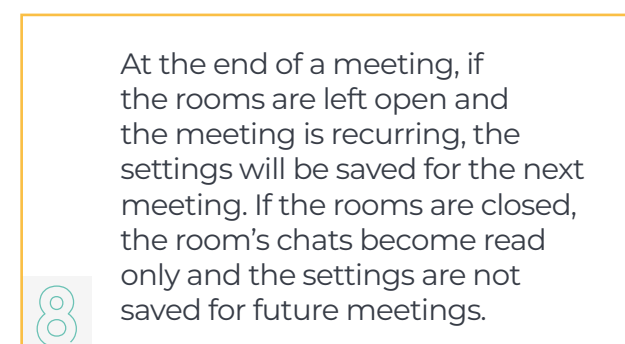 At the end of a meeting, if
the rooms are left open and
the meeting is recurring, the
settings will be saved for the next
meeting. If the rooms are closed,
the room's chats become read
only and the settings are not
saved for future meetings.
8